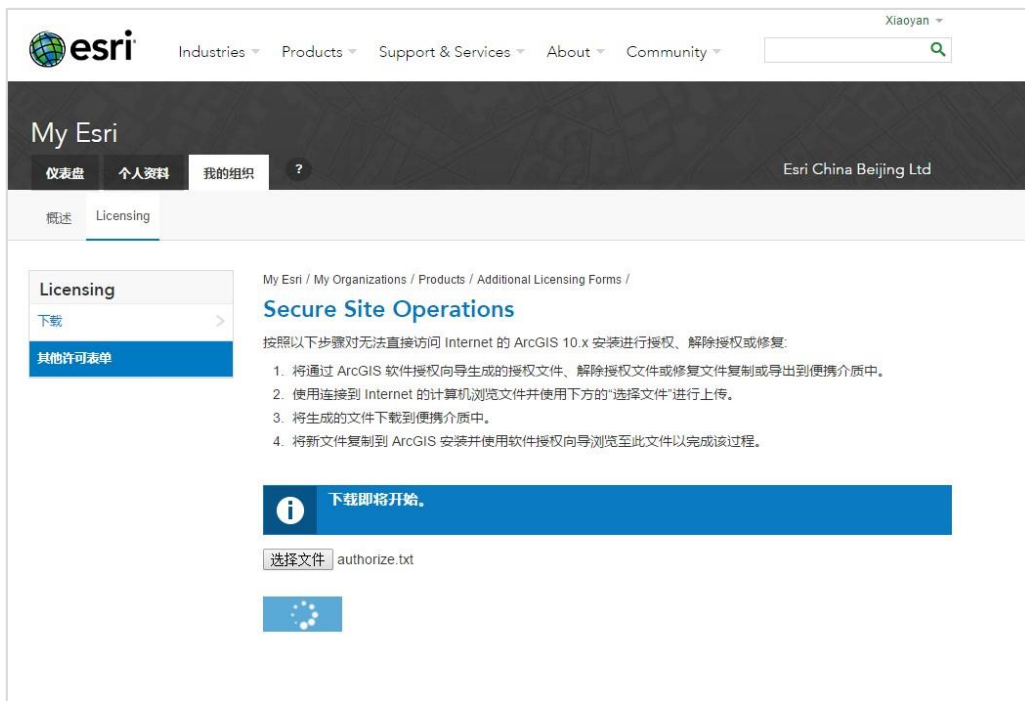 Xiaoyan
esri
Industries Products Support & Services About Community
My Esri
仪表盘 个人资料 我的组织 ?
Esri China Beijing Ltd
概述 Licensing
Licensing
下载
其他许可表单
My Esri / My Organizations / Products / Additional Licensing Forms /
Secure Site Operations
按照以下步骤对无法直接访问 Internet 的 ArcGIS 10.x 安装进行授权、解除授权或修复:
1. 将通过 ArcGIS 软件授权向导生成的授权文件、解除授权文件或修复文件复制或导出到便携介质中。
2. 使用连接到 Internet 的计算机浏览文件并使用下方的“选择文件”进行上传。
3. 将生成的文件下载到便携介质中。
4. 将新文件复制到 ArcGIS 安装并使用软件授权向导浏览至此文件以完成该过程。
下载即将开始。
选择文件 authorize.txt